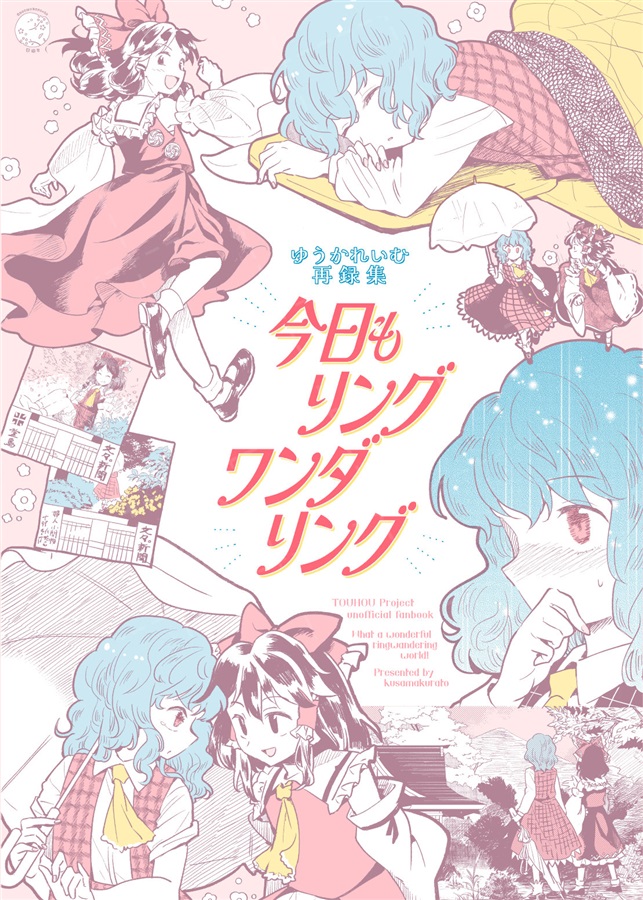 ゆうかれいむ
再録集
今日も
リング
ワンダ
リング
文々。新聞
文々。新聞
TOUHOU Project
unofficial fanbook
What a wonderful
ringwandering
world!
Presented by
kusamakurato